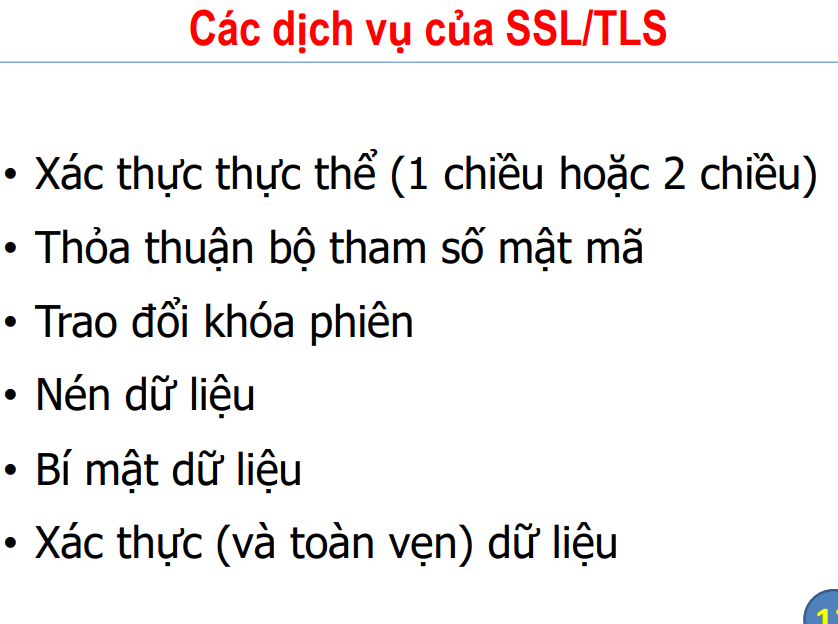 Các dịch vụ của SSL/TLS
• Xác thực thực thể (1 chiều hoặc 2 chiều)
• Thỏa thuận bộ tham số mật mã
• Trao đổi khóa phiên
• Nén dữ liệu
• Bí mật dữ liệu
• Xác thực (và toàn vẹn) dữ liệu